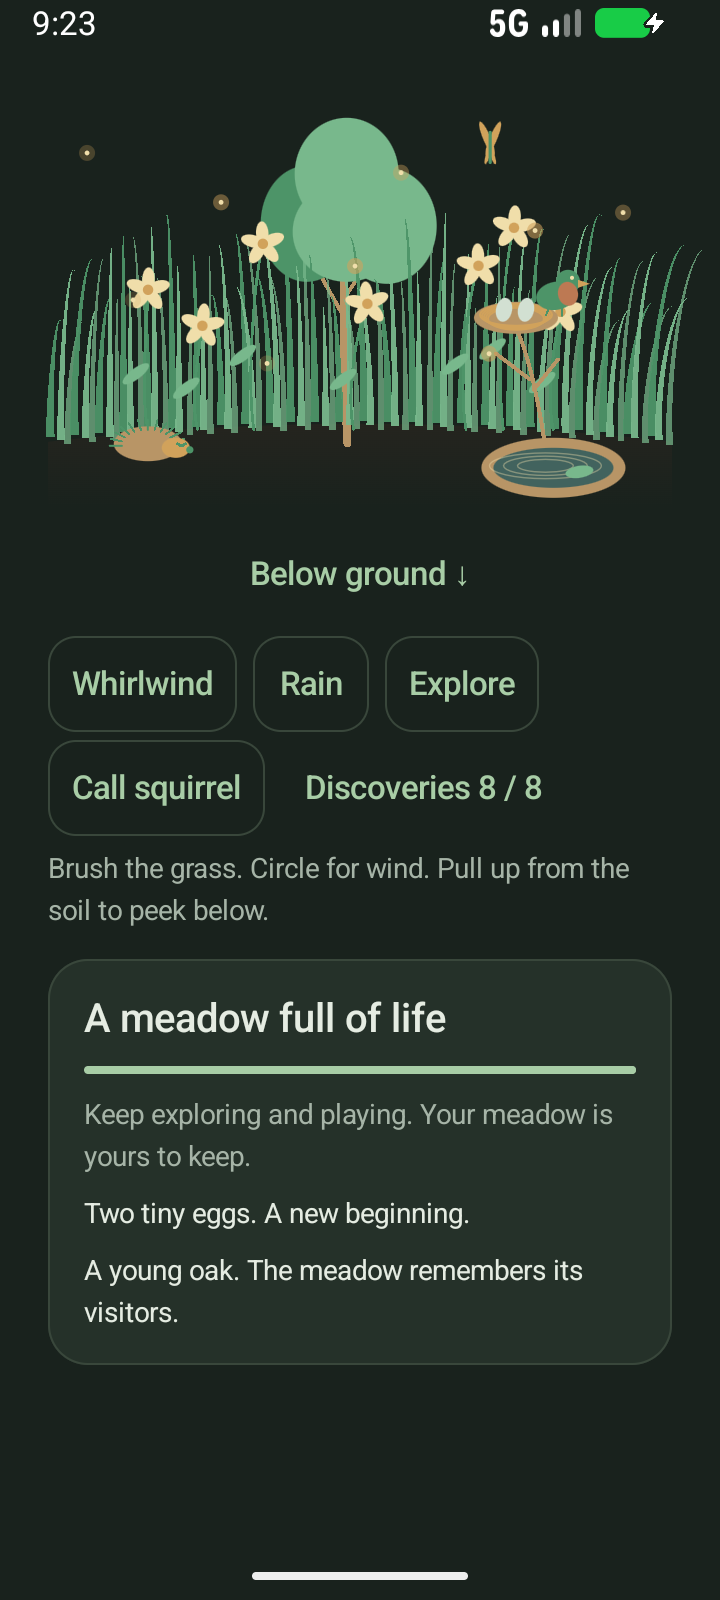 9:23
5G
Below ground ↓
Whirlwind
Rain
Explore
Call squirrel
Discoveries 8 / 8
Brush the grass. Circle for wind. Pull up from the
soil to peek below.
A meadow full of life
Keep exploring and playing. Your meadow is
yours to keep.
Two tiny eggs. A new beginning.
A young oak. The meadow remembers its
visitors.